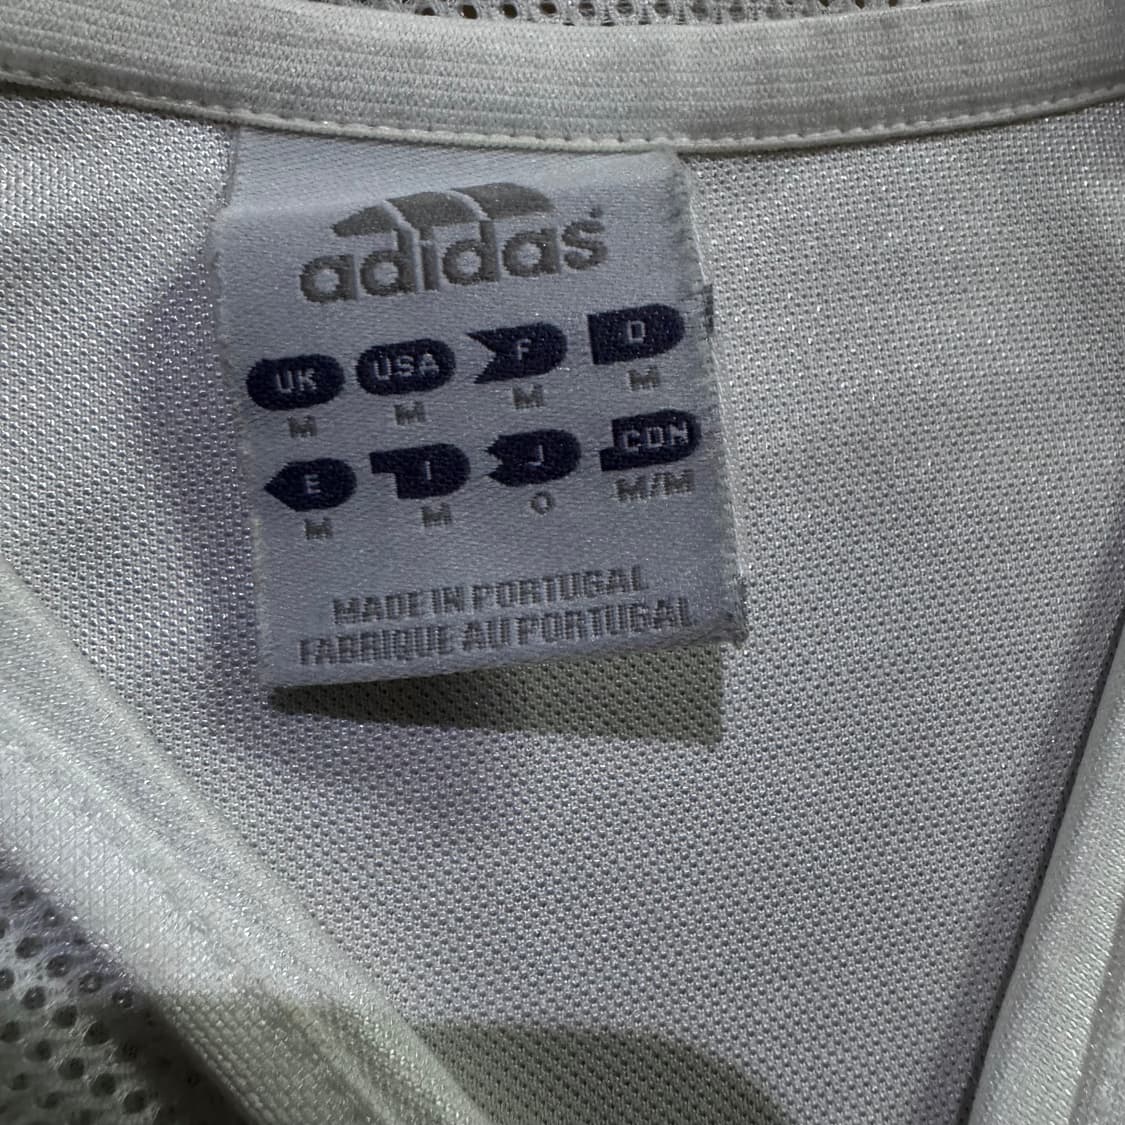 adidas
UK USA F D
M M M M
E I J CDN
M M O M/M
MADE IN PORTUGAL
FABRIQUE AU PORTUGAL